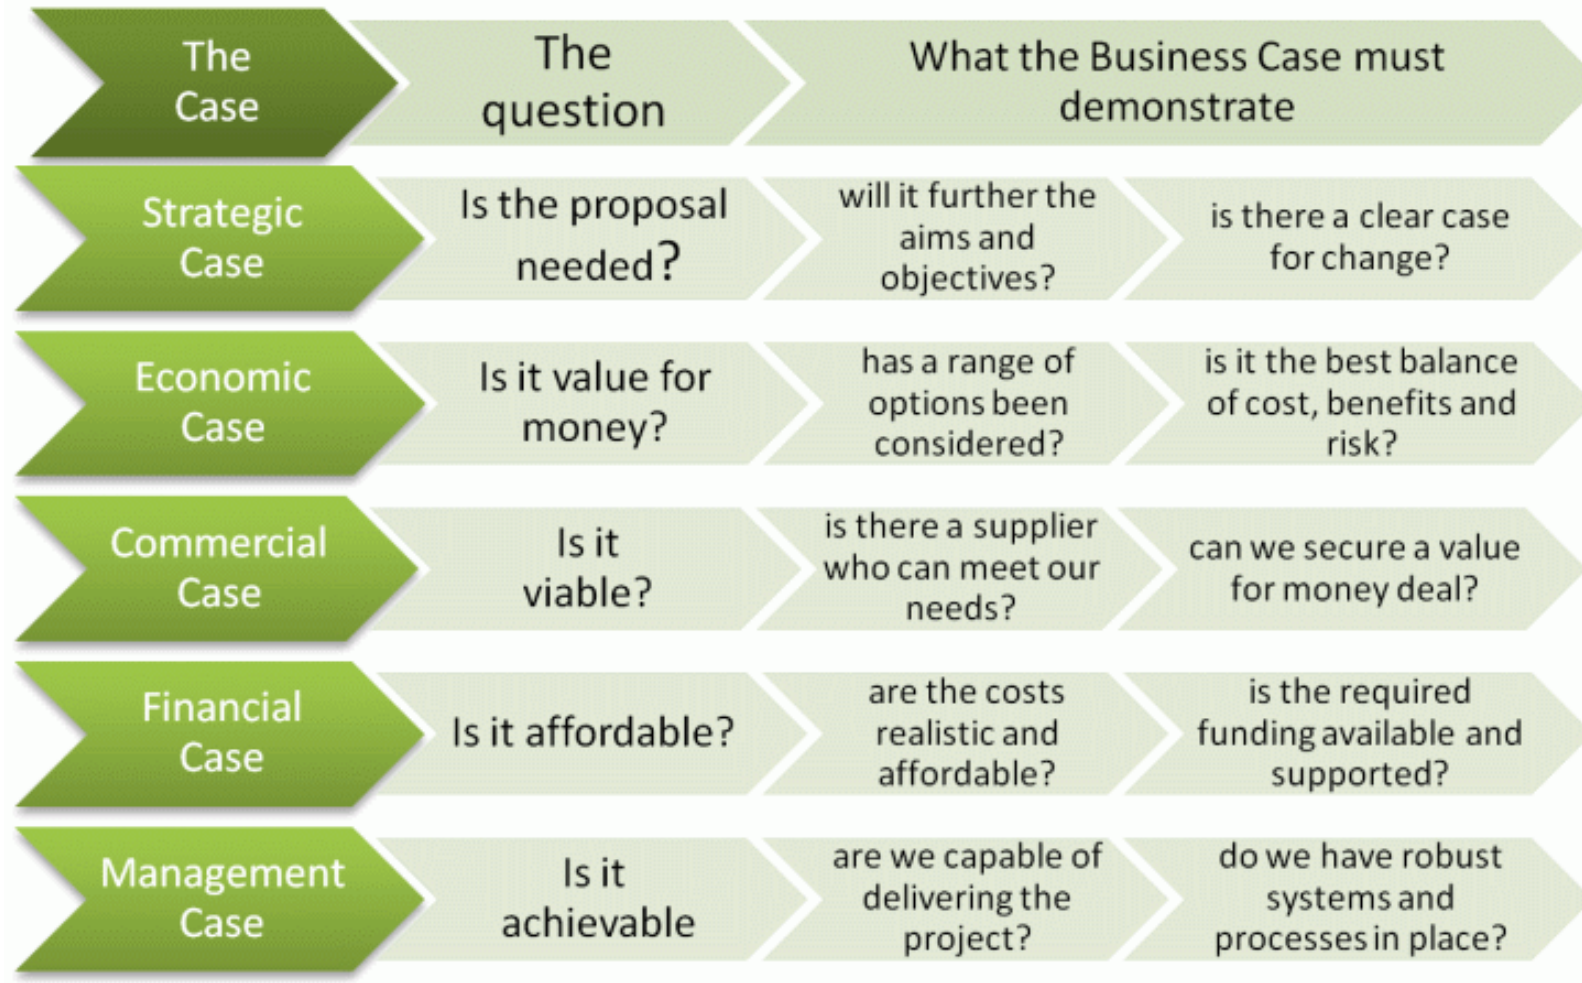 The
Case
The
question
What the Business Case must
demonstrate
Strategic
Case
Is the proposal
needed?
will it further the
aims and
objectives?
is there a clear case
for change?
Economic
Case
Is it value for
money?
has a range of
options been
considered?
is it the best balance
of cost, benefits and
risk?
Commercial
Case
Is it
viable?
is there a supplier
who can meet our
needs?
can we secure a value
for money deal?
Financial
Case
Is it affordable?
are the costs
realistic and
affordable?
is the required
funding available and
supported?
Management
Case
Is it
achievable
are we capable of
delivering the
project?
do we have robust
systems and
processes in place?